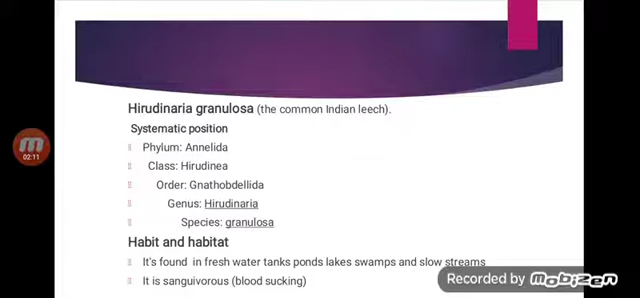 Hirudinaria granulosa (the common Indian leech).
Systematic position
Phylum: Annelida
Class: Hirudinea
Order: Gnathobdellida
Genus: Hirudinaria
Species: granulosa
Habit and habitat
It's found in fresh water tanks ponds lakes swamps and slow streams
It is sanguivorous (blood sucking)
02:11
Recorded by Mobizen